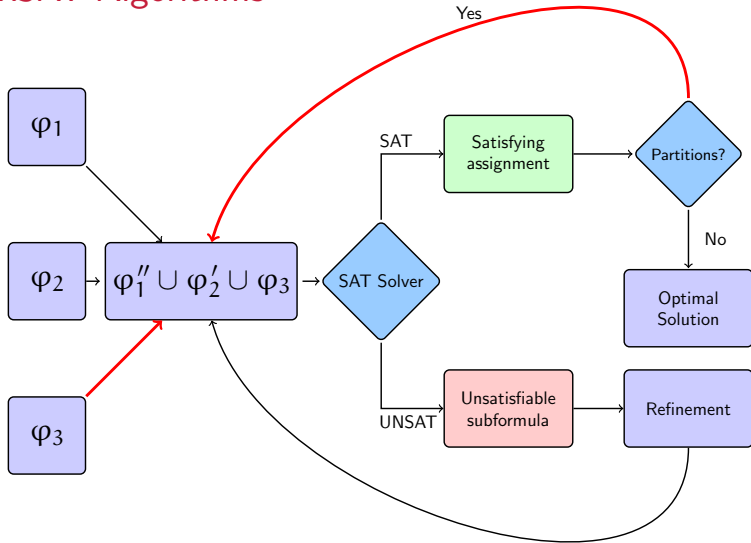 Algorithms
Yes
φ₁
SAT
Satisfying
assignment
Partitions?
No
φ₂
φ₁″ ∪ φ₂′ ∪ φ₃
SAT Solver
Optimal
Solution
φ₃
UNSAT
Unsatisfiable
subformula
Refinement